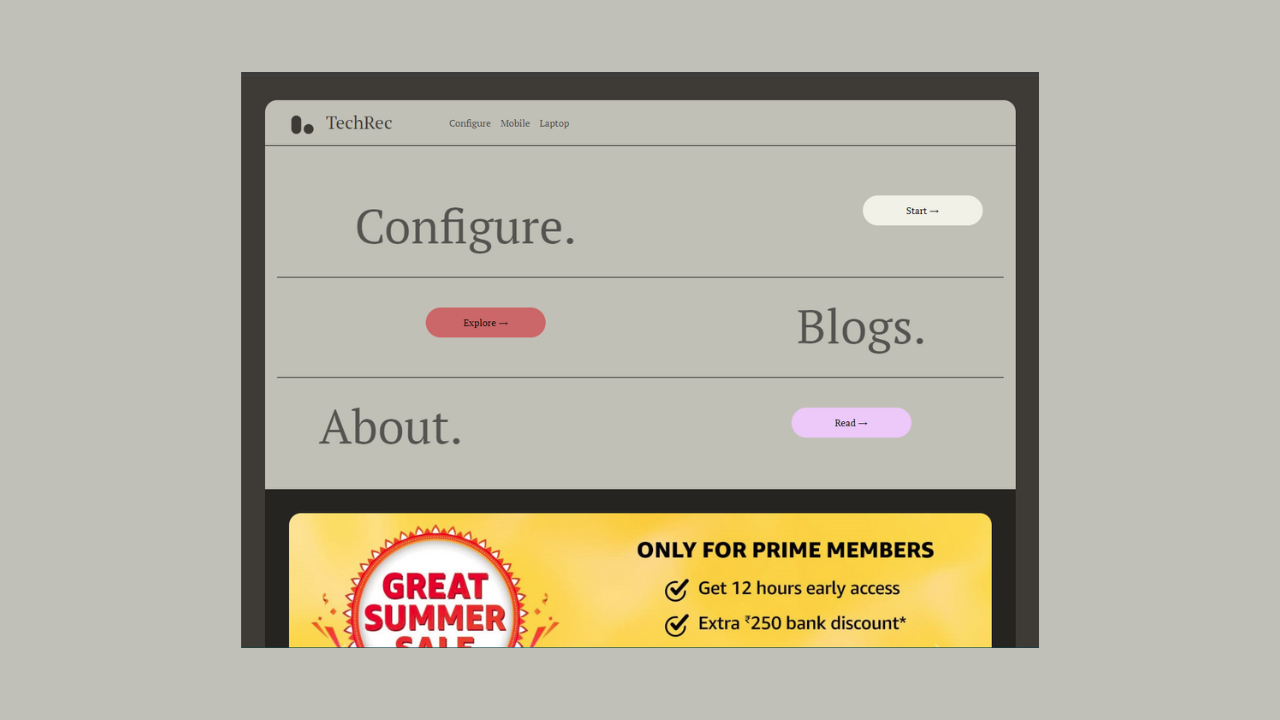 TechRec
Configure Mobile Laptop
Configure.
Start →
Explore →
Blogs.
About.
Read →
GREAT
SUMMER
SALE
ONLY FOR PRIME MEMBERS
Get 12 hours early access
Extra ₹250 bank discount*